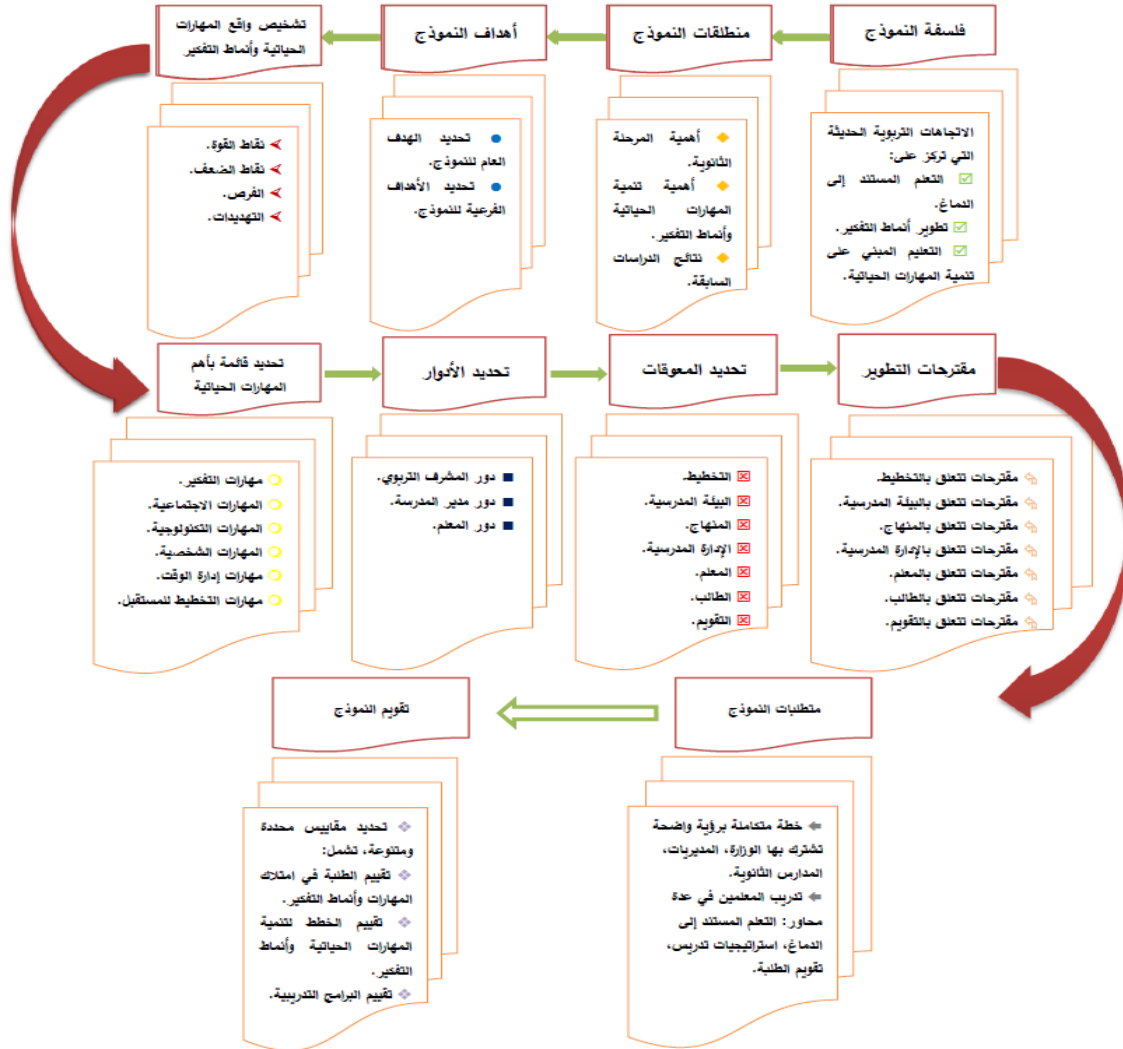 فلسفة النموذج
الاتجاهات التربوية الحديثة
التي تركز على:
التعلم المستند إلى
الدماغ.
تطوير أنماط التفكير.
التعليم المبني على
تنمية المهارات الحياتية.
منطلقات النموذج
أهمية المرحلة
الثانوية.
أهمية تنمية
المهارات الحياتية
وأنماط التفكير.
نتائج الدراسات
السابقة.
أهداف النموذج
تحديد الهدف
العام للنموذج.
تحديد الأهداف
الفرعية للنموذج.
تشخيص واقع المهارات
الحياتية وأنماط التفكير
نقاط القوة.
نقاط الضعف.
الفرص.
التهديدات.
تحديد قائمة بأهم
المهارات الحياتية
مهارات التفكير.
المهارات الاجتماعية.
المهارات التكنولوجية.
المهارات الشخصية.
مهارات إدارة الوقت.
مهارات التخطيط للمستقبل.
تحديد الأدوار
دور المشرف التربوي.
دور مدير المدرسة.
دور المعلم.
تحديد المعوقات
التخطيط.
البيئة المدرسية.
المنهاج.
الإدارة المدرسية.
المعلم.
الطالب.
التقويم.
مقترحات التطوير
مقترحات تتعلق بالتخطيط.
مقترحات تتعلق بالبيئة المدرسية.
مقترحات تتعلق بالمنهاج.
مقترحات تتعلق بالإدارة المدرسية.
مقترحات تتعلق بالمعلم.
مقترحات تتعلق بالطالب.
مقترحات تتعلق بالتقويم.
متطلبات النموذج
خطة متكاملة برؤية واضحة
تشترك بها الوزارة، المديريات،
المدارس الثانوية.
تدريب المعلمين في عدة
محاور: التعلم المستند إلى
الدماغ، استراتيجيات تدريس،
تقويم الطلبة.
تقويم النموذج
تحديد مقاييس محددة
ومتنوعة، تشمل:
تقييم الطلبة في امتلاك
المهارات وأنماط التفكير.
تقييم الخطط لتنمية
المهارات الحياتية وأنماط
التفكير.
تقييم البرامج التدريبية.